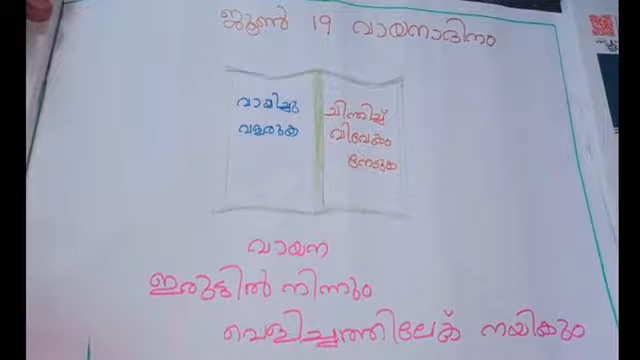 ജൂൺ 19 വായനാദിനം
വായിച്ചു
വളരുക
ചിന്തിച്ച്
വിവേകം
നേടുക
വായന
ഇരുട്ടിൽ നിന്നും
വെളിച്ചത്തിലേക് നയികും